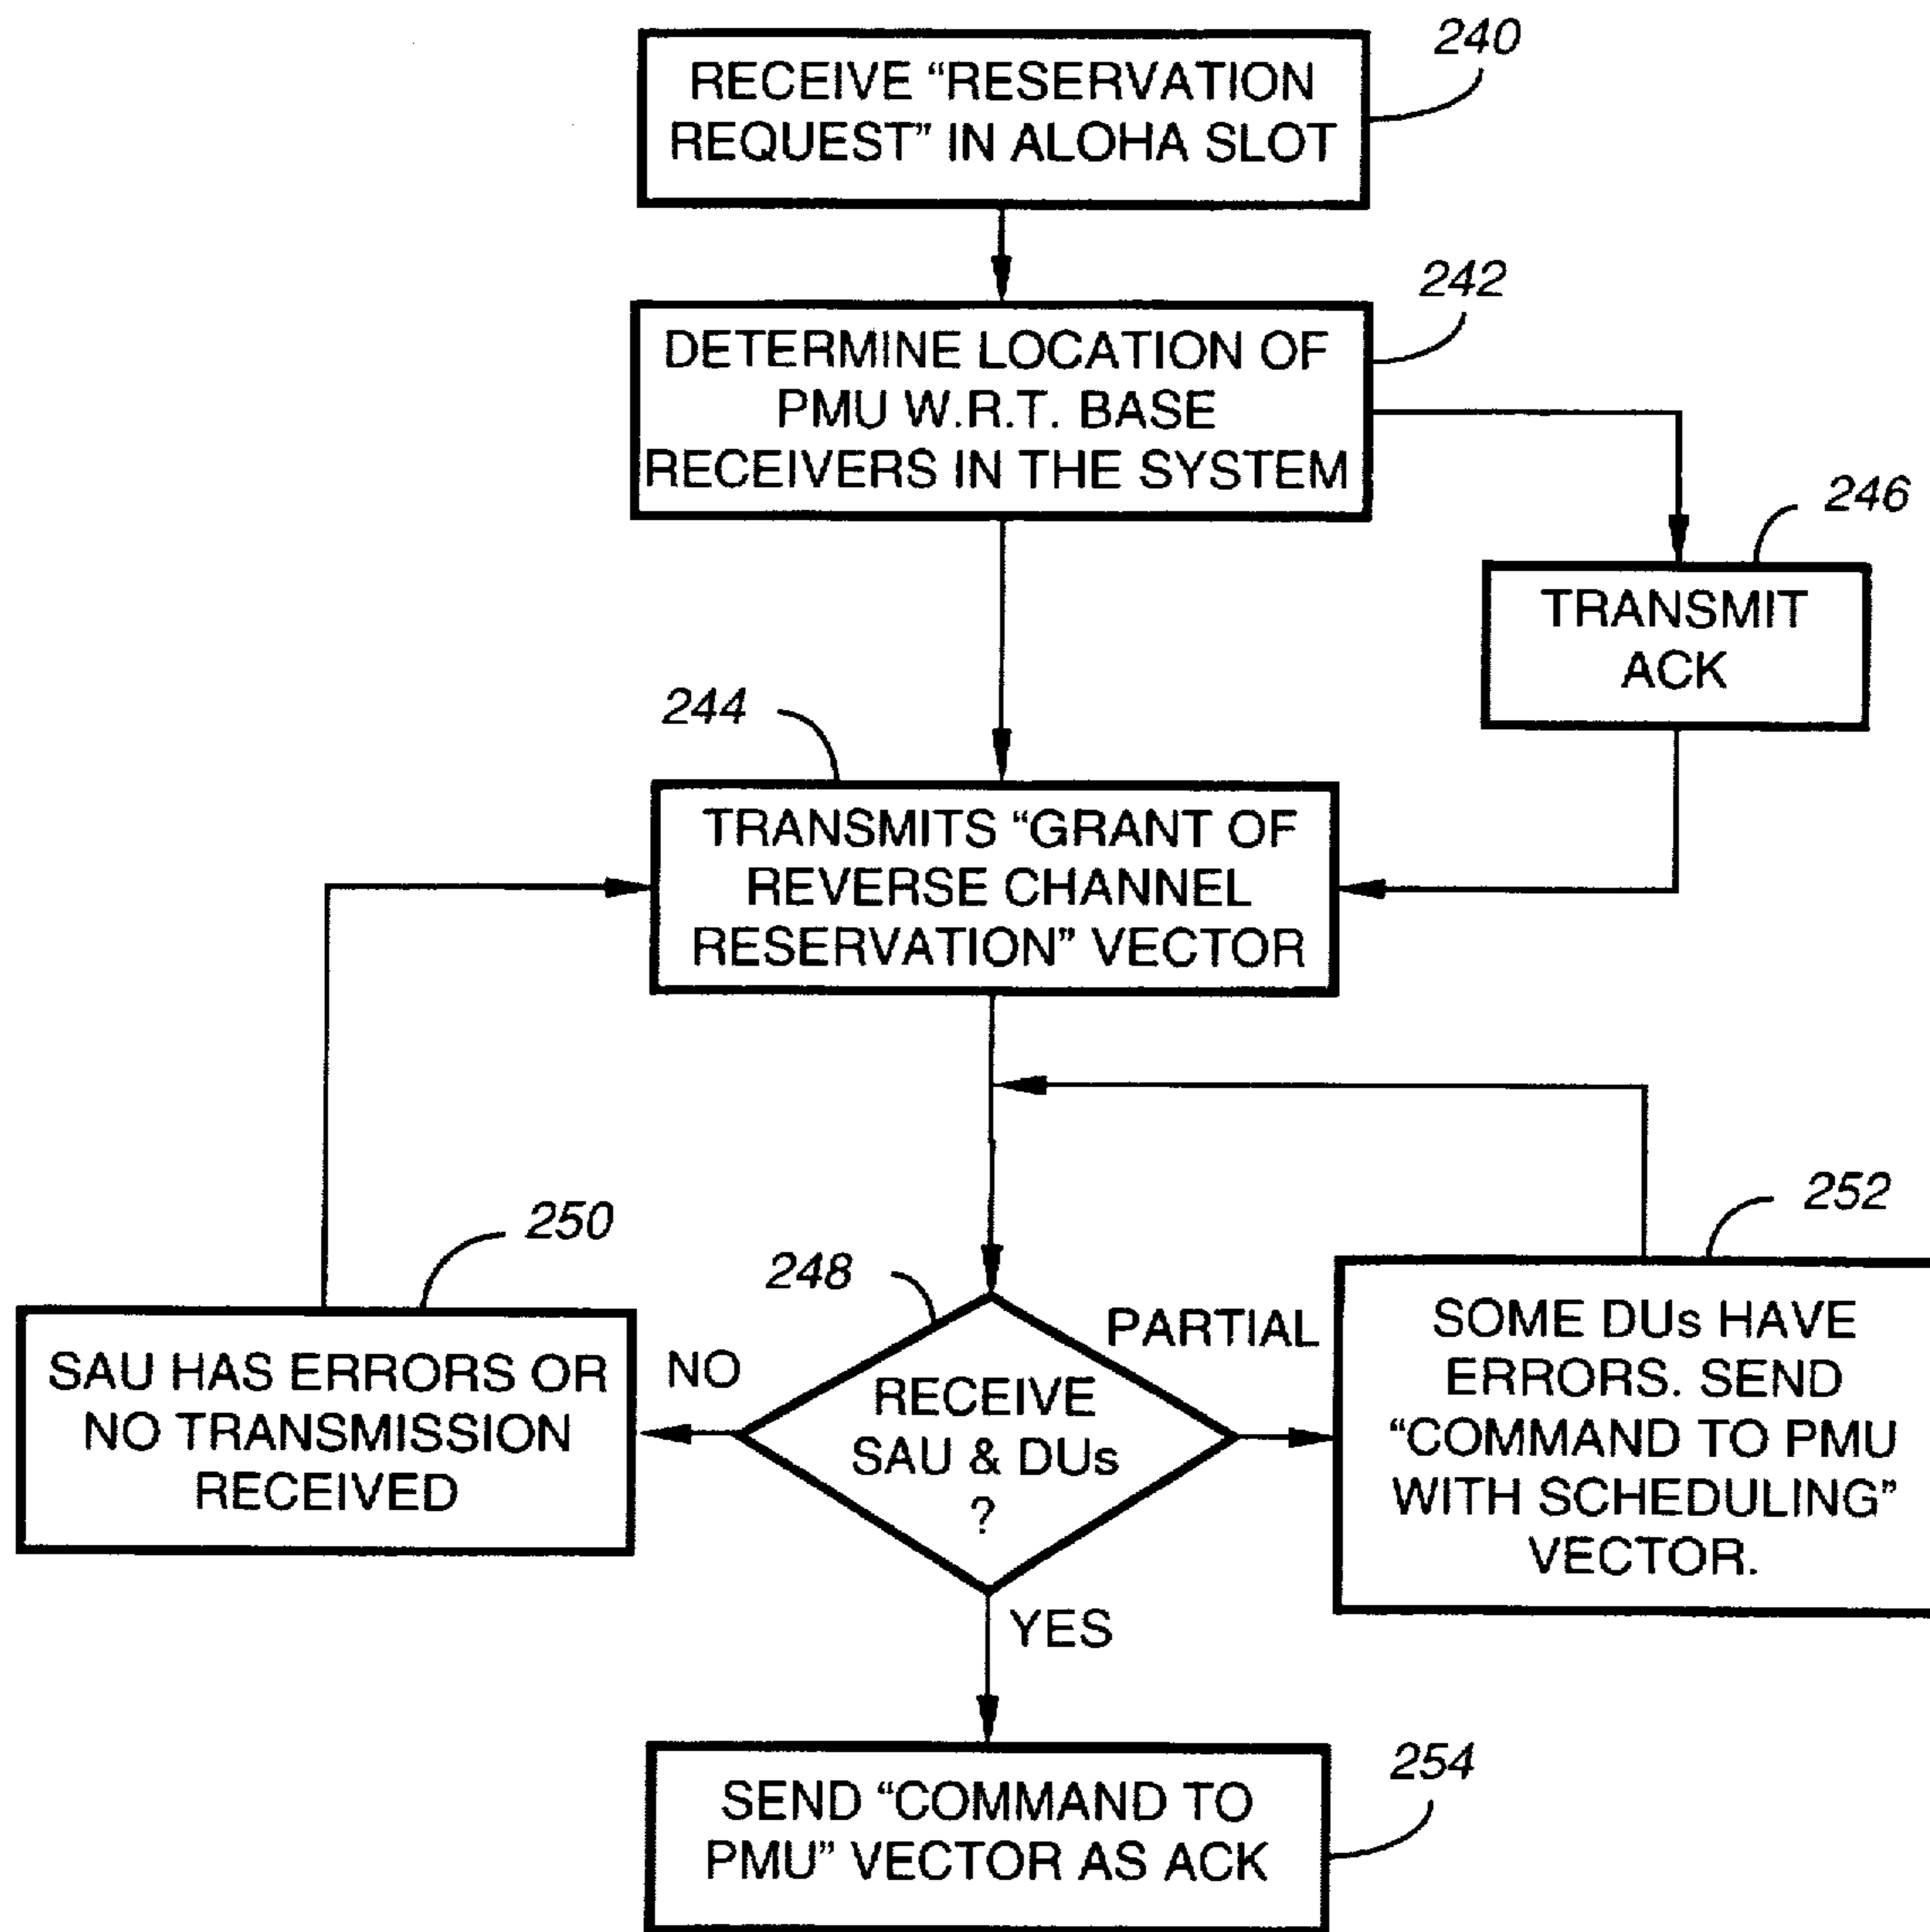 240
RECEIVE “RESERVATION
REQUEST” IN ALOHA SLOT
242
DETERMINE LOCATION OF
PMU W.R.T. BASE
RECEIVERS IN THE SYSTEM
246
TRANSMIT
ACK
244
TRANSMITS “GRANT OF
REVERSE CHANNEL
RESERVATION” VECTOR
250
SAU HAS ERRORS OR
NO TRANSMISSION
RECEIVED
248
NO
RECEIVE
SAU & DUs
?
PARTIAL
252
SOME DUs HAVE
ERRORS. SEND
“COMMAND TO PMU
WITH SCHEDULING”
VECTOR.
YES
254
SEND “COMMAND TO
PMU” VECTOR AS ACK